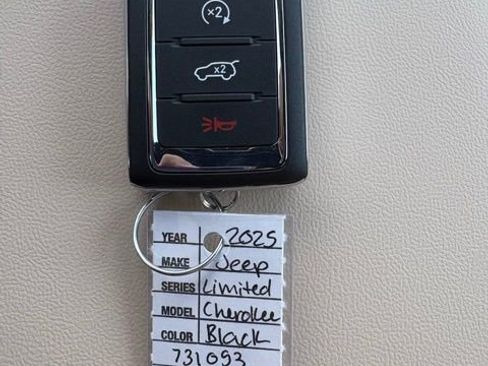 x2
x2
YEAR 2025
MAKE Jeep
SERIES Limited
MODEL Cherokee
COLOR Black
731093